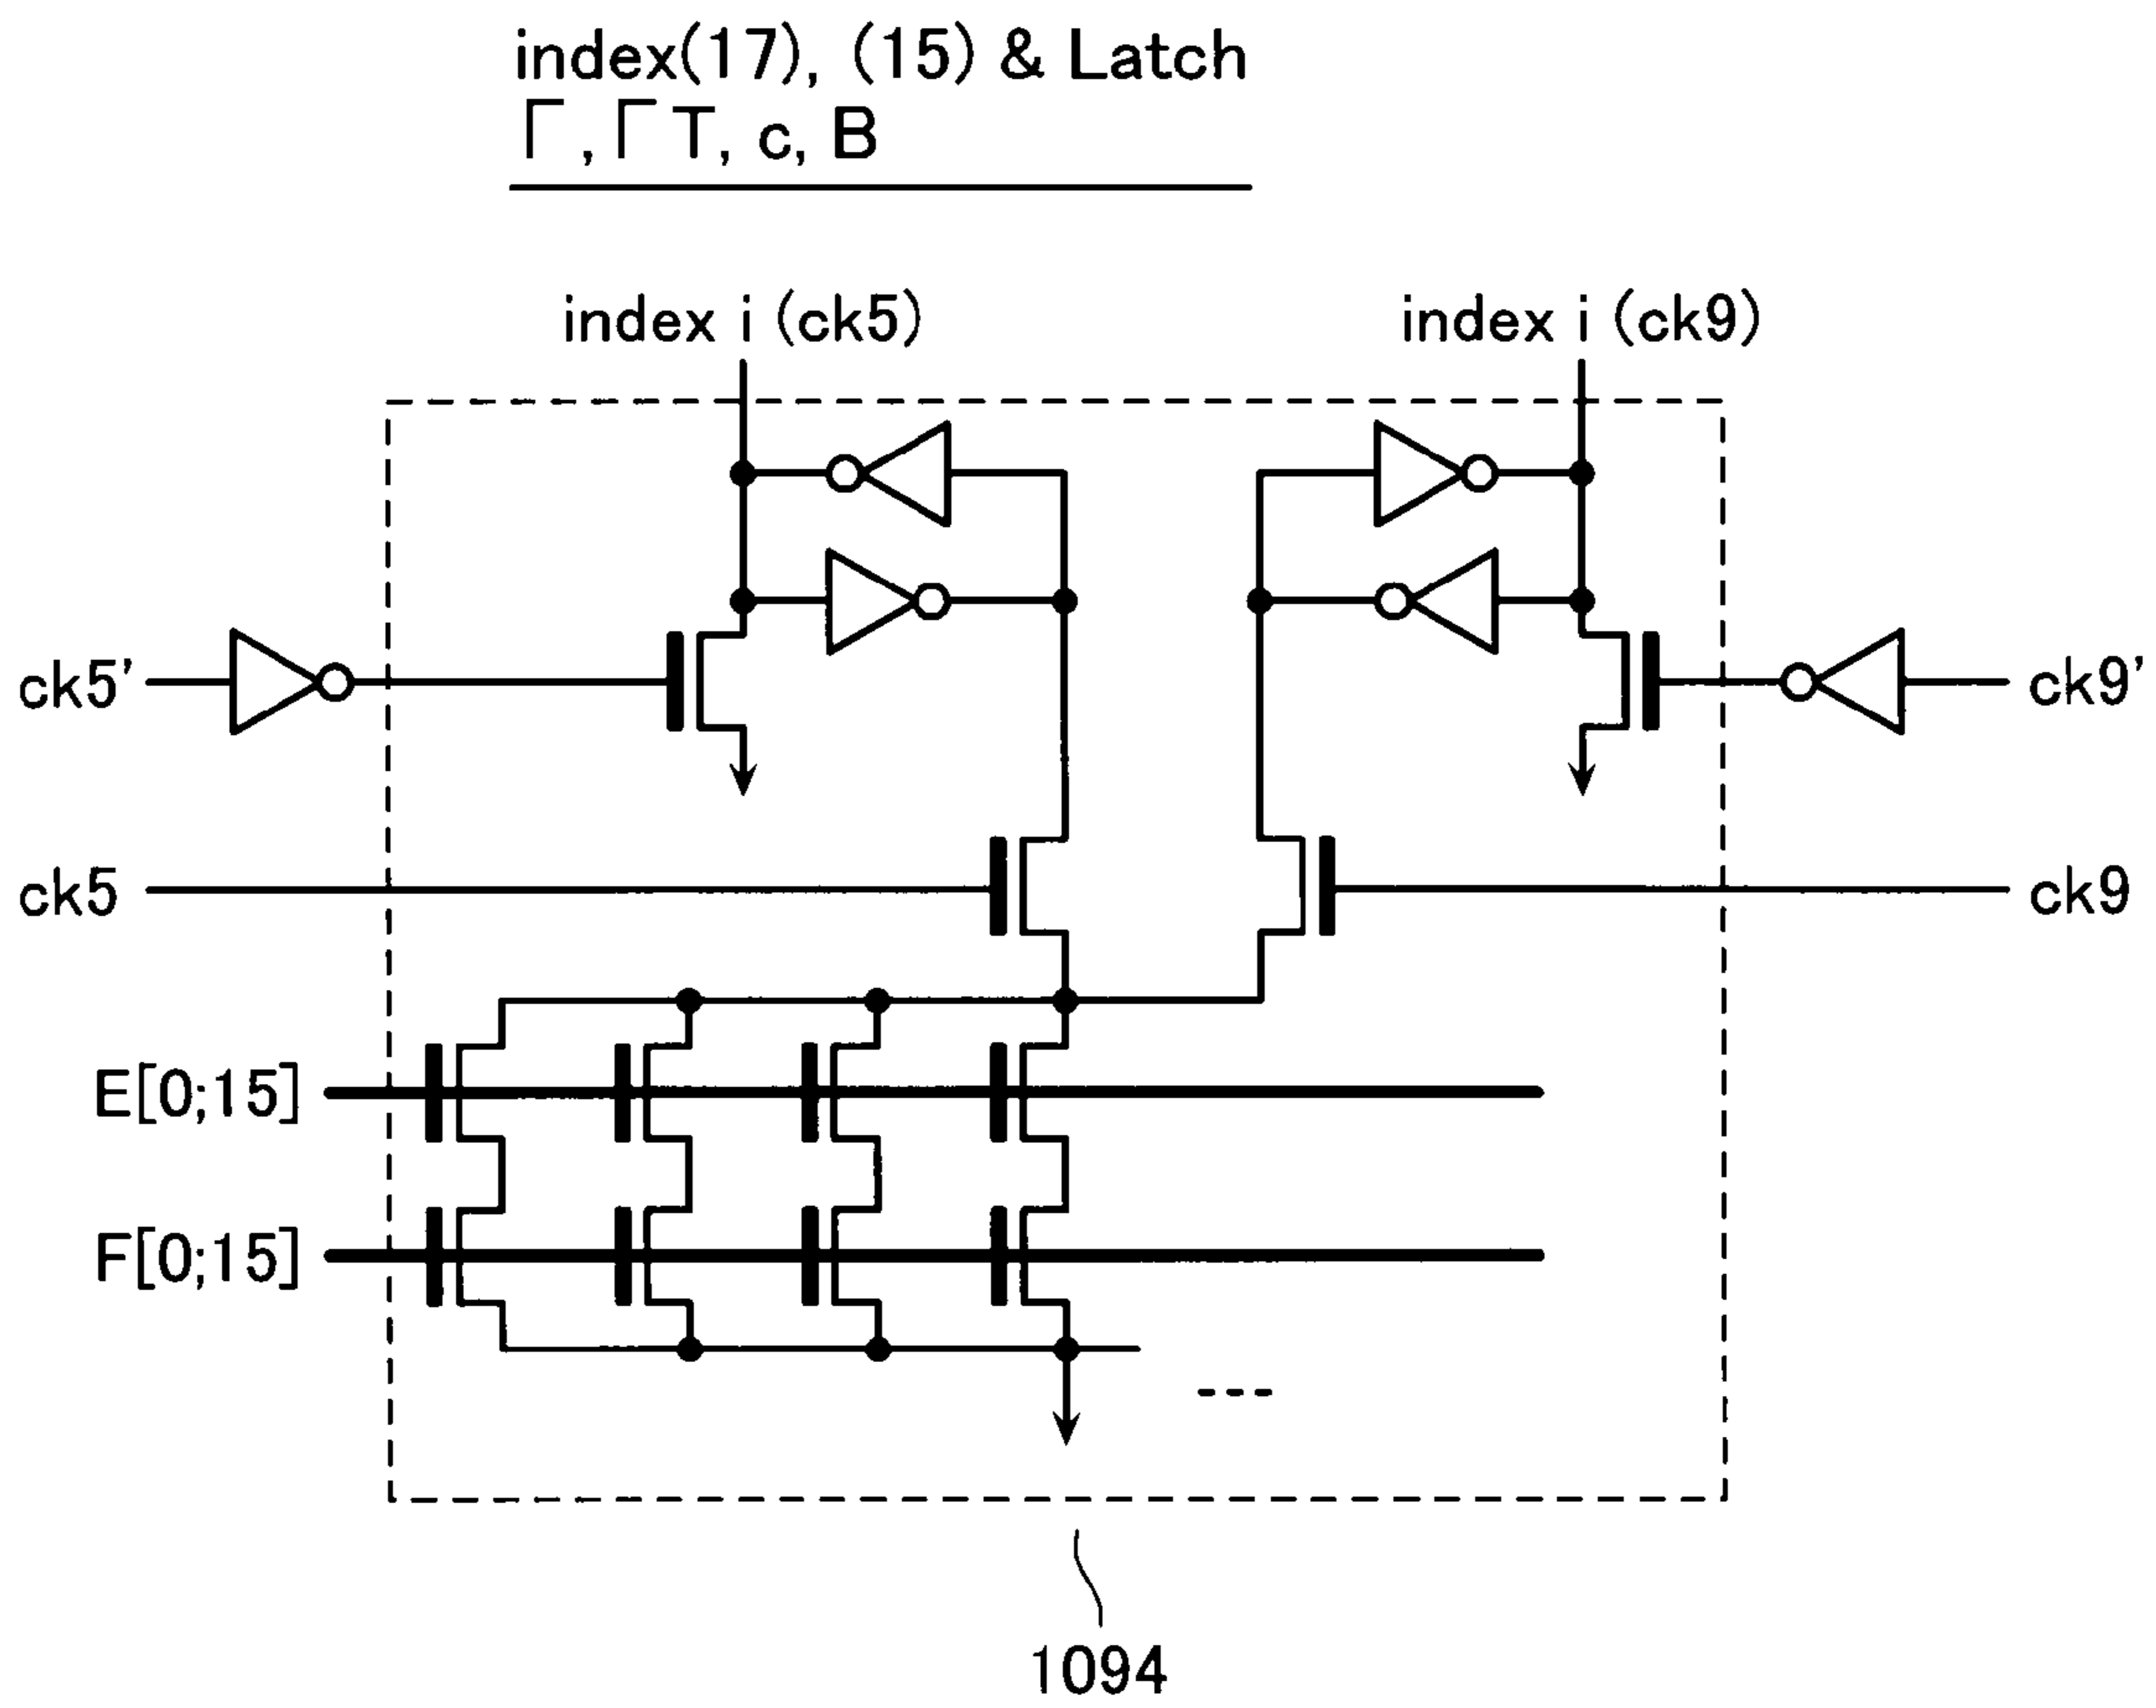 index(17), (15) & Latch
Γ, ΓT, c, B
index i (ck5)
index i (ck9)
ck5'
ck9'
ck5
ck9
E[0;15]
F[0;15]
1094